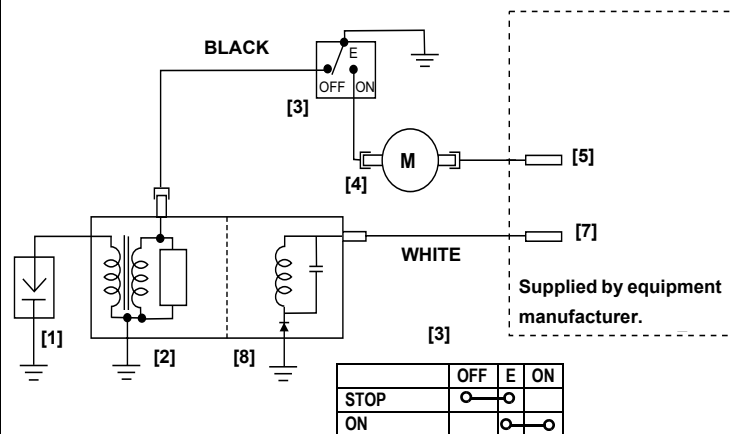 BLACK
E
OFF
ON
[3]
M
[4]
[5]
[7]
WHITE
Supplied by equipment
manufacturer.
[1]
[2]
[8]
[3]
OFF E ON
STOP
ON